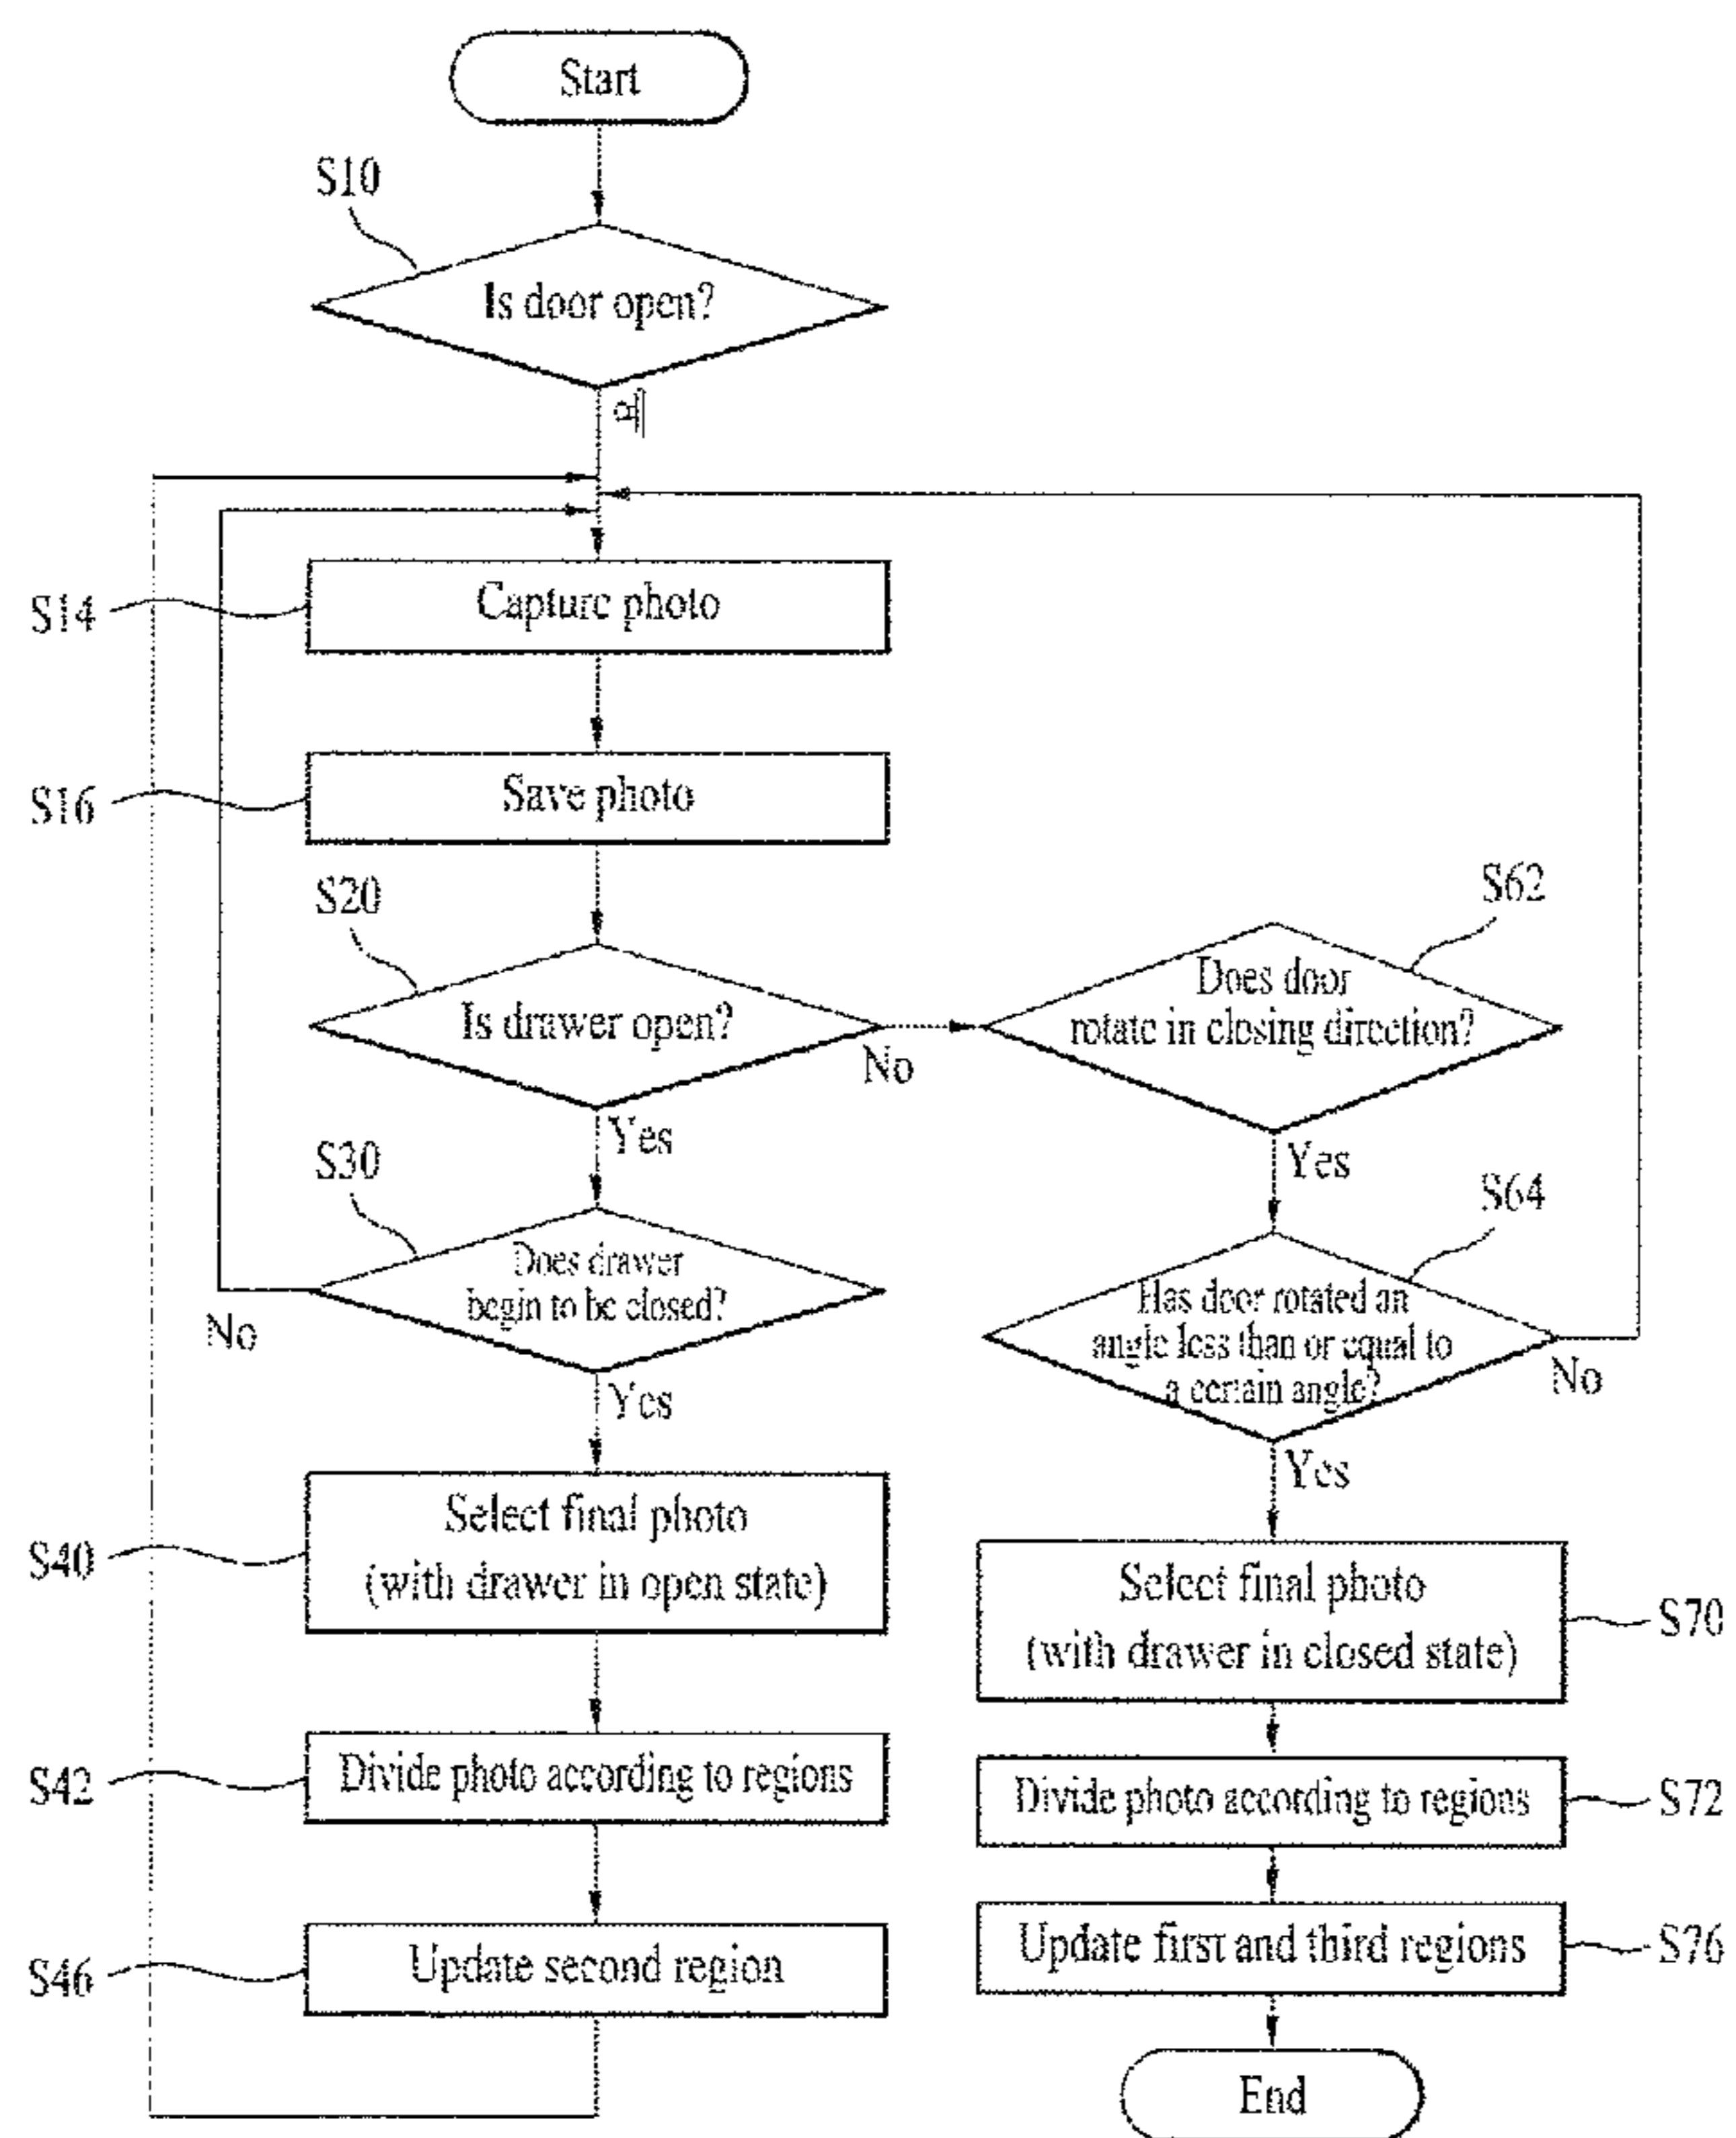 Start
S10
Is door open?
예
S14
Capture photo
S16
Save photo
S20
Is drawer open?
No
Yes
S62
Does door
rotate in closing direction?
Yes
S30
Does drawer
begin to be closed?
No
Yes
S64
Has door rotated an
angle less than or equal to
a certain angle?
No
Yes
S40
Select final photo
(with drawer in open state)
S70
Select final photo
(with drawer in closed state)
S42
Divide photo according to regions
S72
Divide photo according to regions
S46
Update second region
S76
Update first and third regions
End